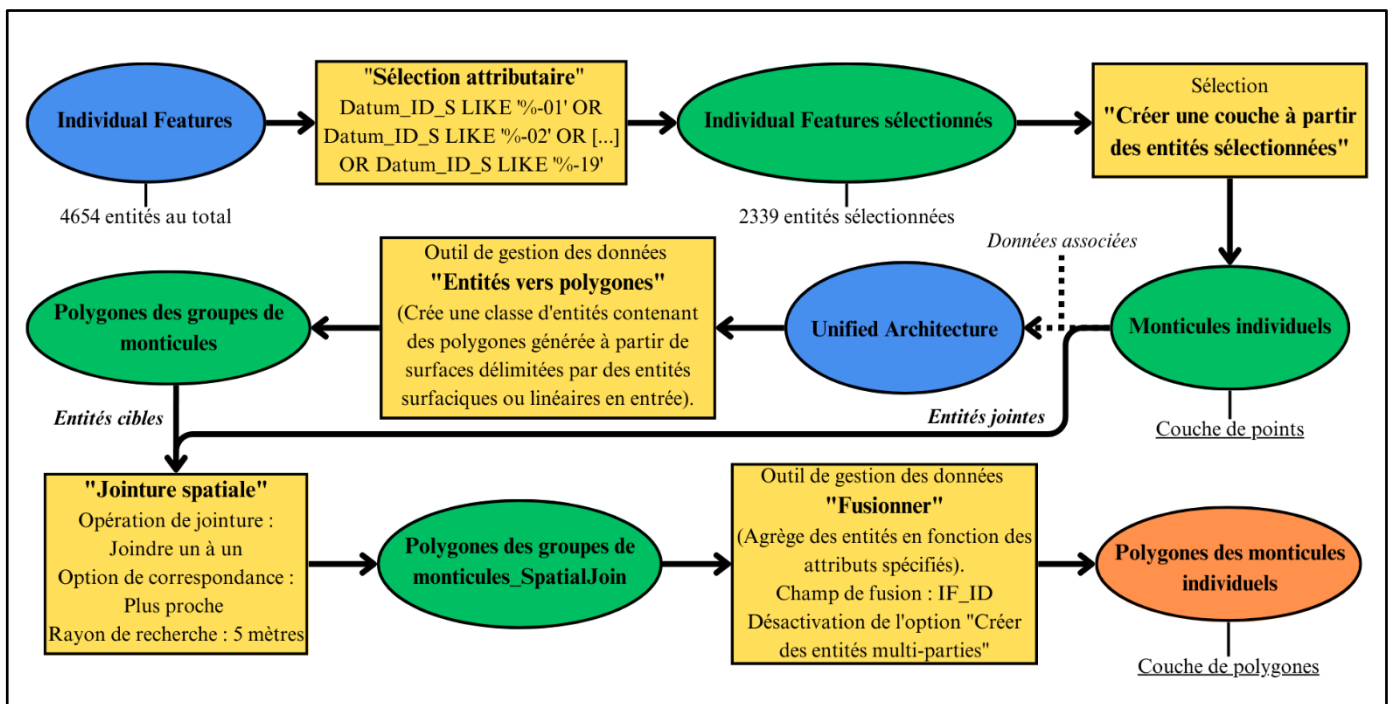 Individual Features
4654 entités au total
"Sélection attributaire"
Datum_ID_S LIKE '%-01' OR
Datum_ID_S LIKE '%-02' OR [...]
OR Datum_ID_S LIKE '%-19'
Individual Features sélectionnés
2339 entités sélectionnées
Sélection
"Créer une couche à partir
des entités sélectionnées"
Données associées
Monticules individuels
Couche de points
Unified Architecture
Outil de gestion des données
"Entités vers polygones"
(Crée une classe d'entités contenant
des polygones générée à partir de
surfaces délimitées par des entités
surfaciques ou linéaires en entrée).
Polygones des groupes de
monticules
Entités cibles
Entités jointes
"Jointure spatiale"
Opération de jointure :
Joindre un à un
Option de correspondance :
Plus proche
Rayon de recherche : 5 mètres
Polygones des groupes de
monticules_SpatialJoin
Outil de gestion des données
"Fusionner"
(Agrège des entités en fonction des
attributs spécifiés).
Champ de fusion : IF_ID
Désactivation de l'option "Créer
des entités multi-parties"
Polygones des monticules
individuels
Couche de polygones